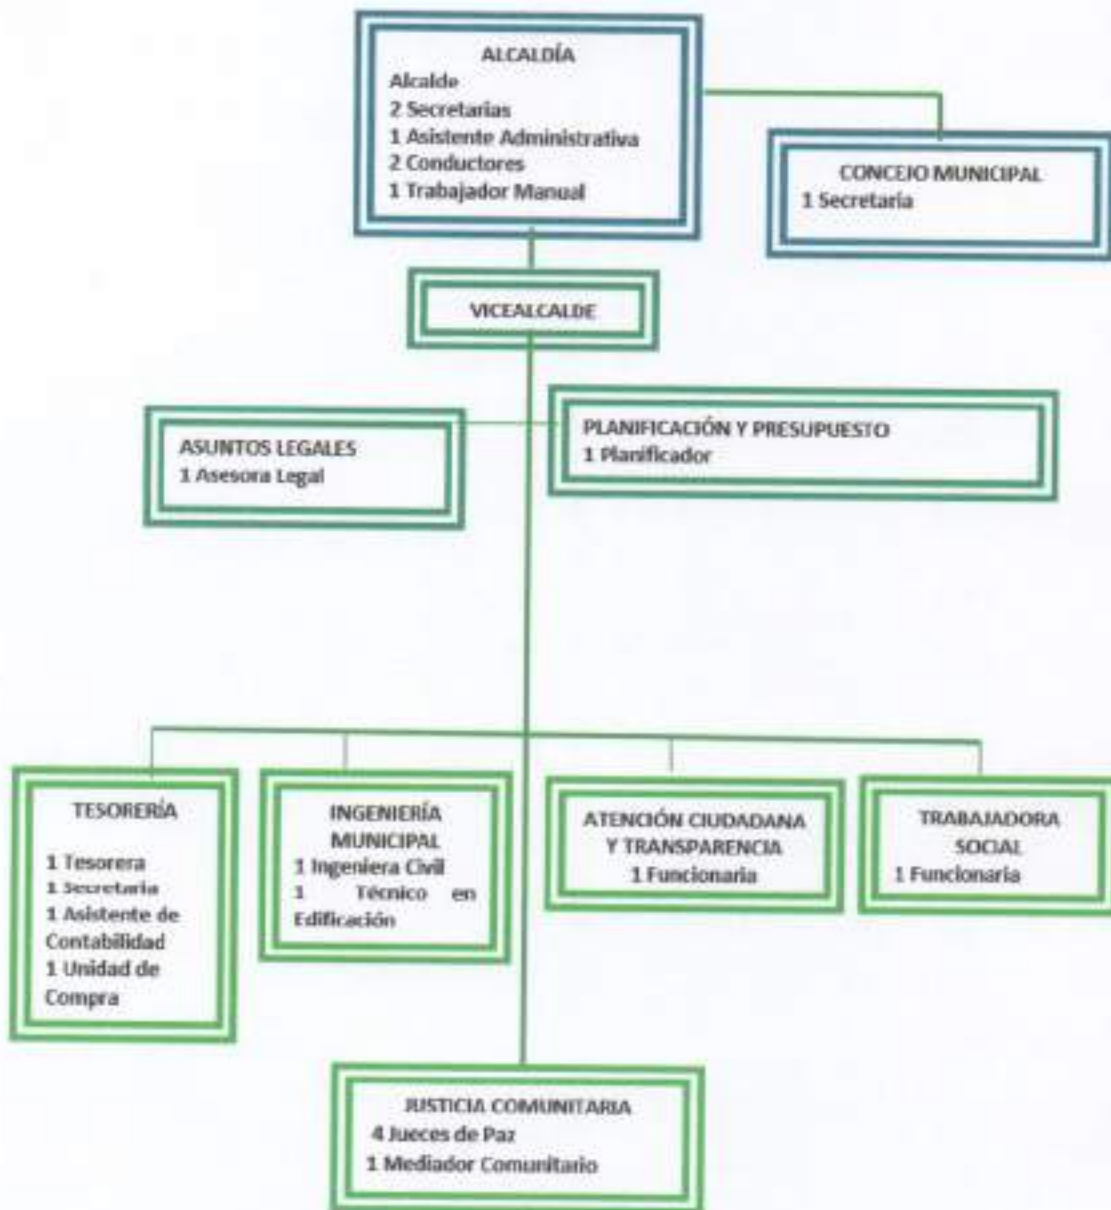 ALCALDÍA
Alcalde
2 Secretarias
1 Asistente Administrativa
2 Conductores
1 Trabajador Manual
CONCEJO MUNICIPAL
1 Secretaria
VICEALCALDE
ASUNTOS LEGALES
1 Asesora Legal
PLANIFICACIÓN Y PRESUPUESTO
1 Planificador
TESORERÍA
1 Tesorera
1 Secretaria
1 Asistente de
Contabilidad
1 Unidad de
Compra
INGENIERÍA
MUNICIPAL
1 Ingeniera Civil
1 Técnico en
Edificación
ATENCIÓN CIUDADANA
Y TRANSPARENCIA
1 Funcionaria
TRABAJADORA
SOCIAL
1 Funcionaria
JUSTICIA COMUNITARIA
4 Jueces de Paz
1 Mediador Comunitario